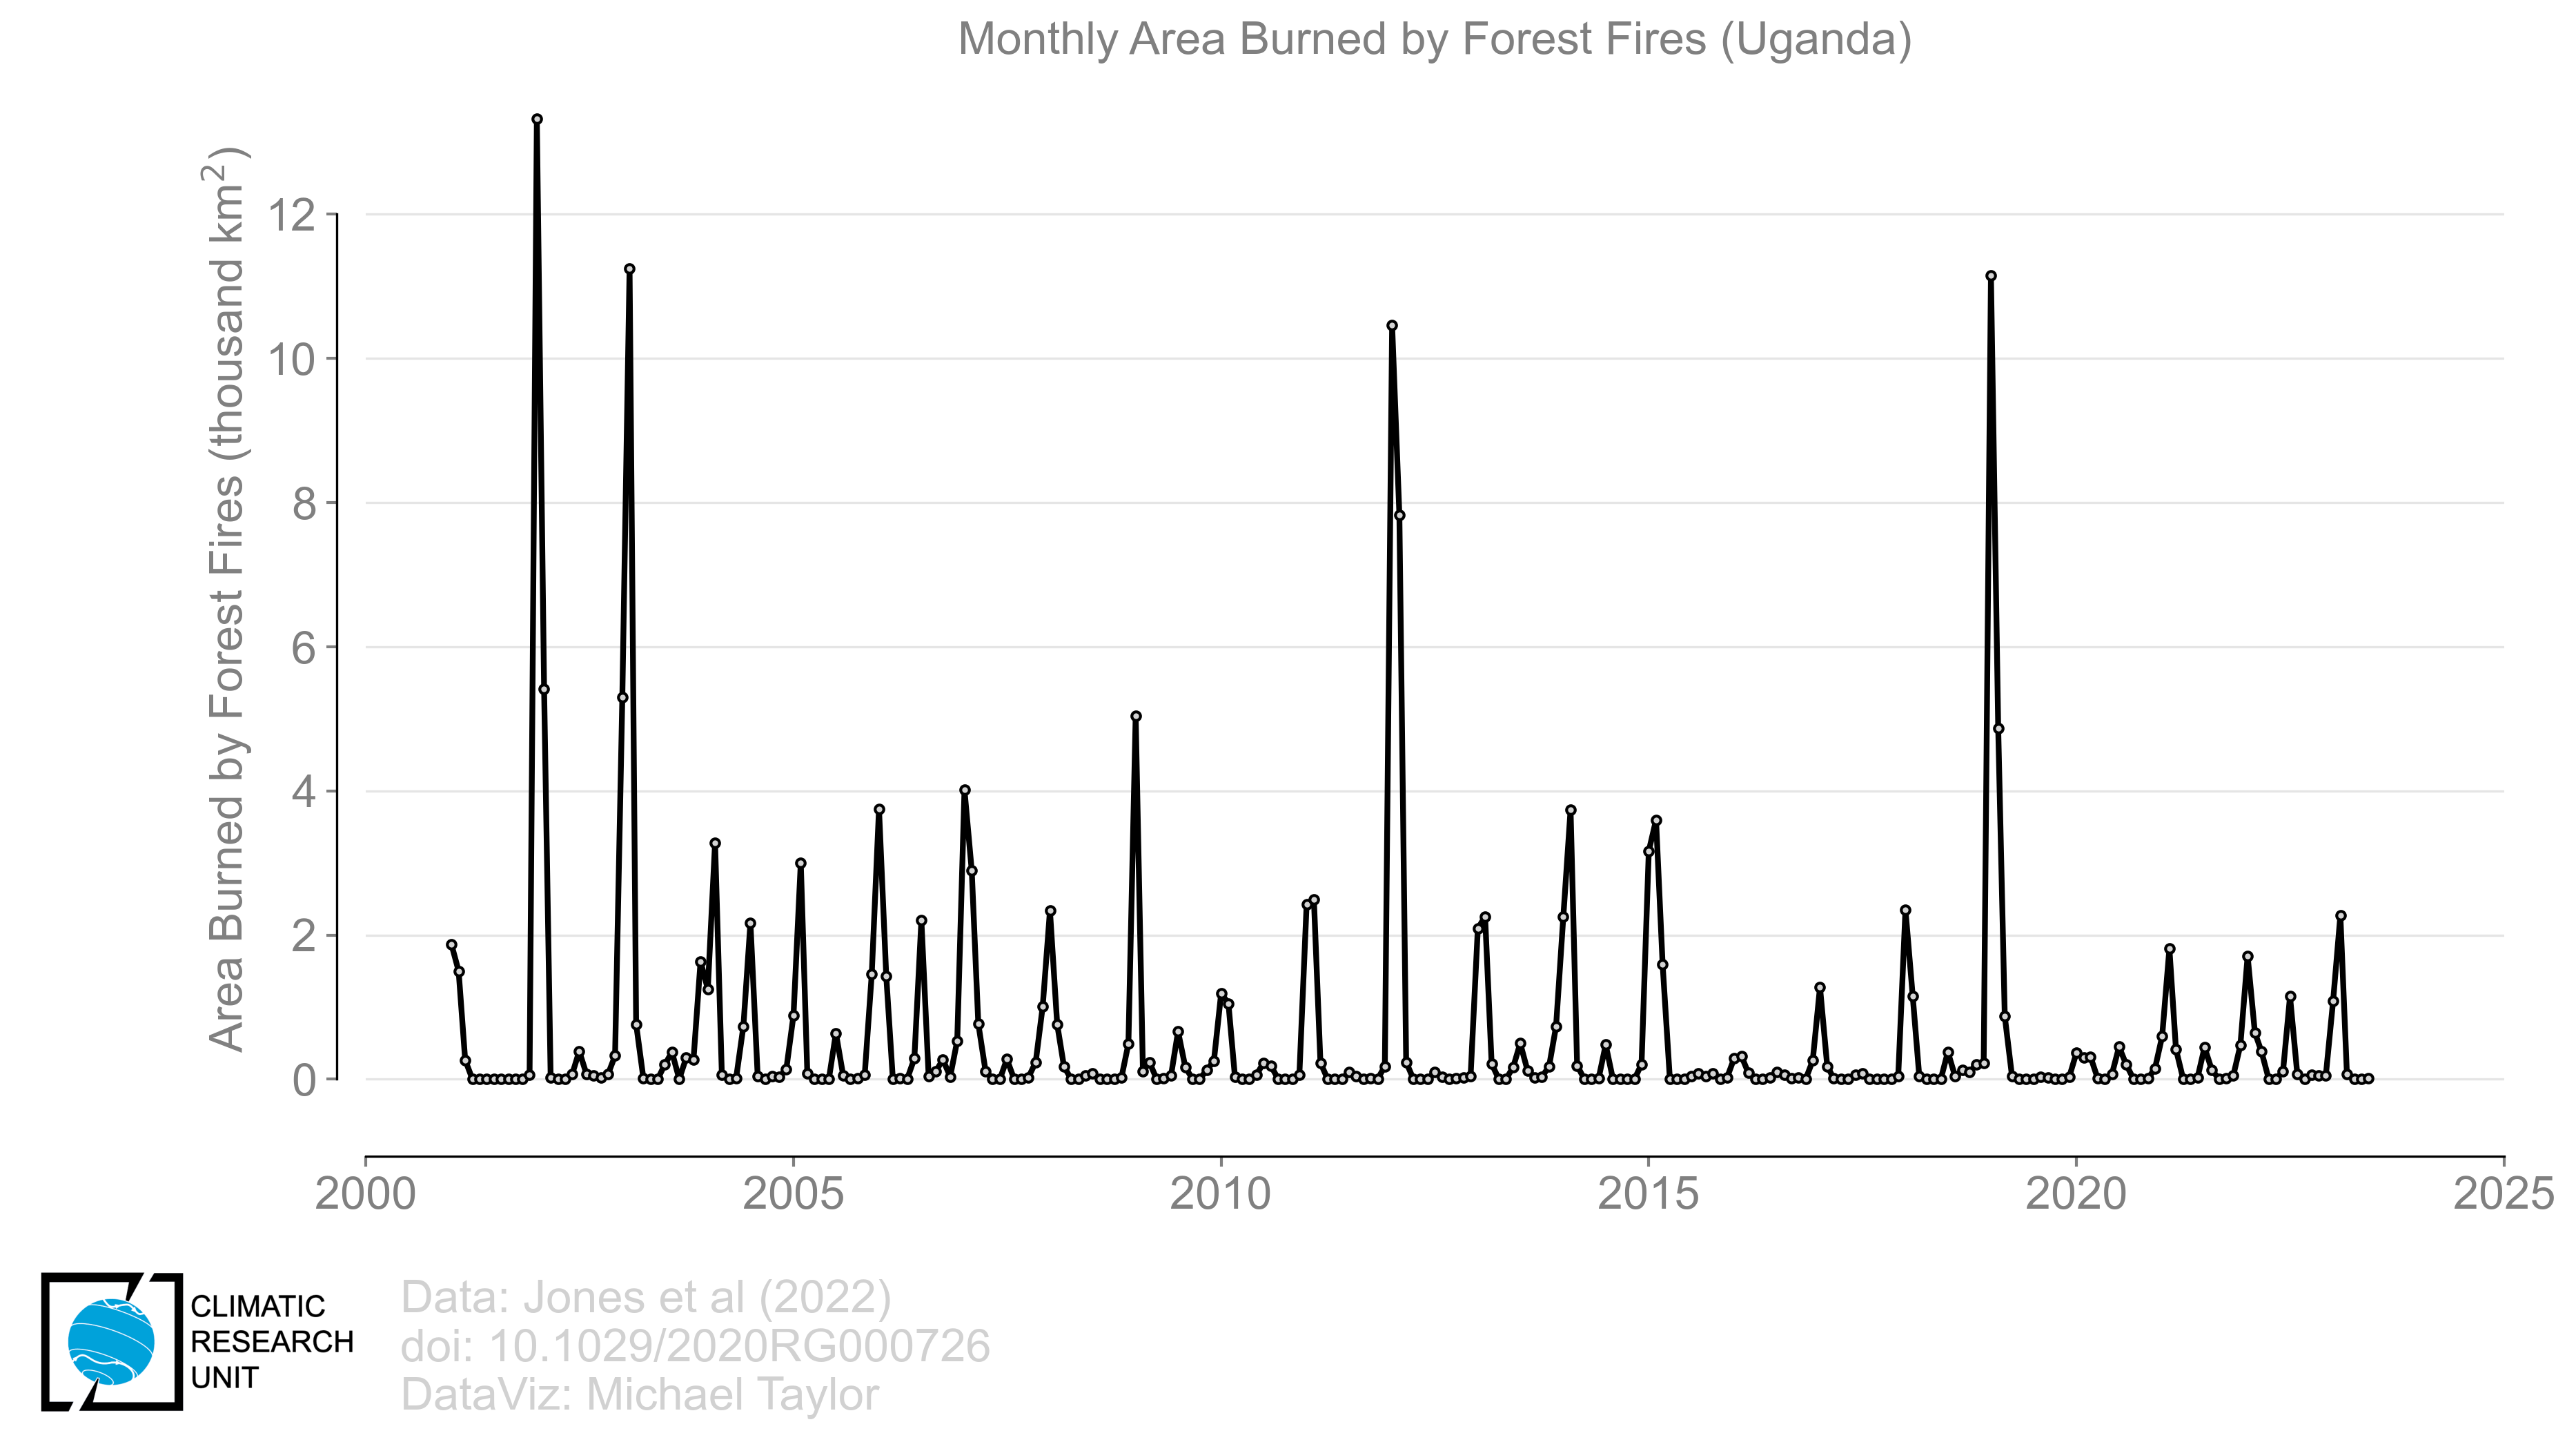 Monthly Area Burned by Forest Fires (Uganda)
Area Burned by Forest Fires (thousand km²)
12
10
8
6
4
2
0
2000 2005 2010 2015 2020 2025
CLIMATIC
RESEARCH
UNIT
Data: Jones et al (2022)
doi: 10.1029/2020RG000726
DataViz: Michael Taylor